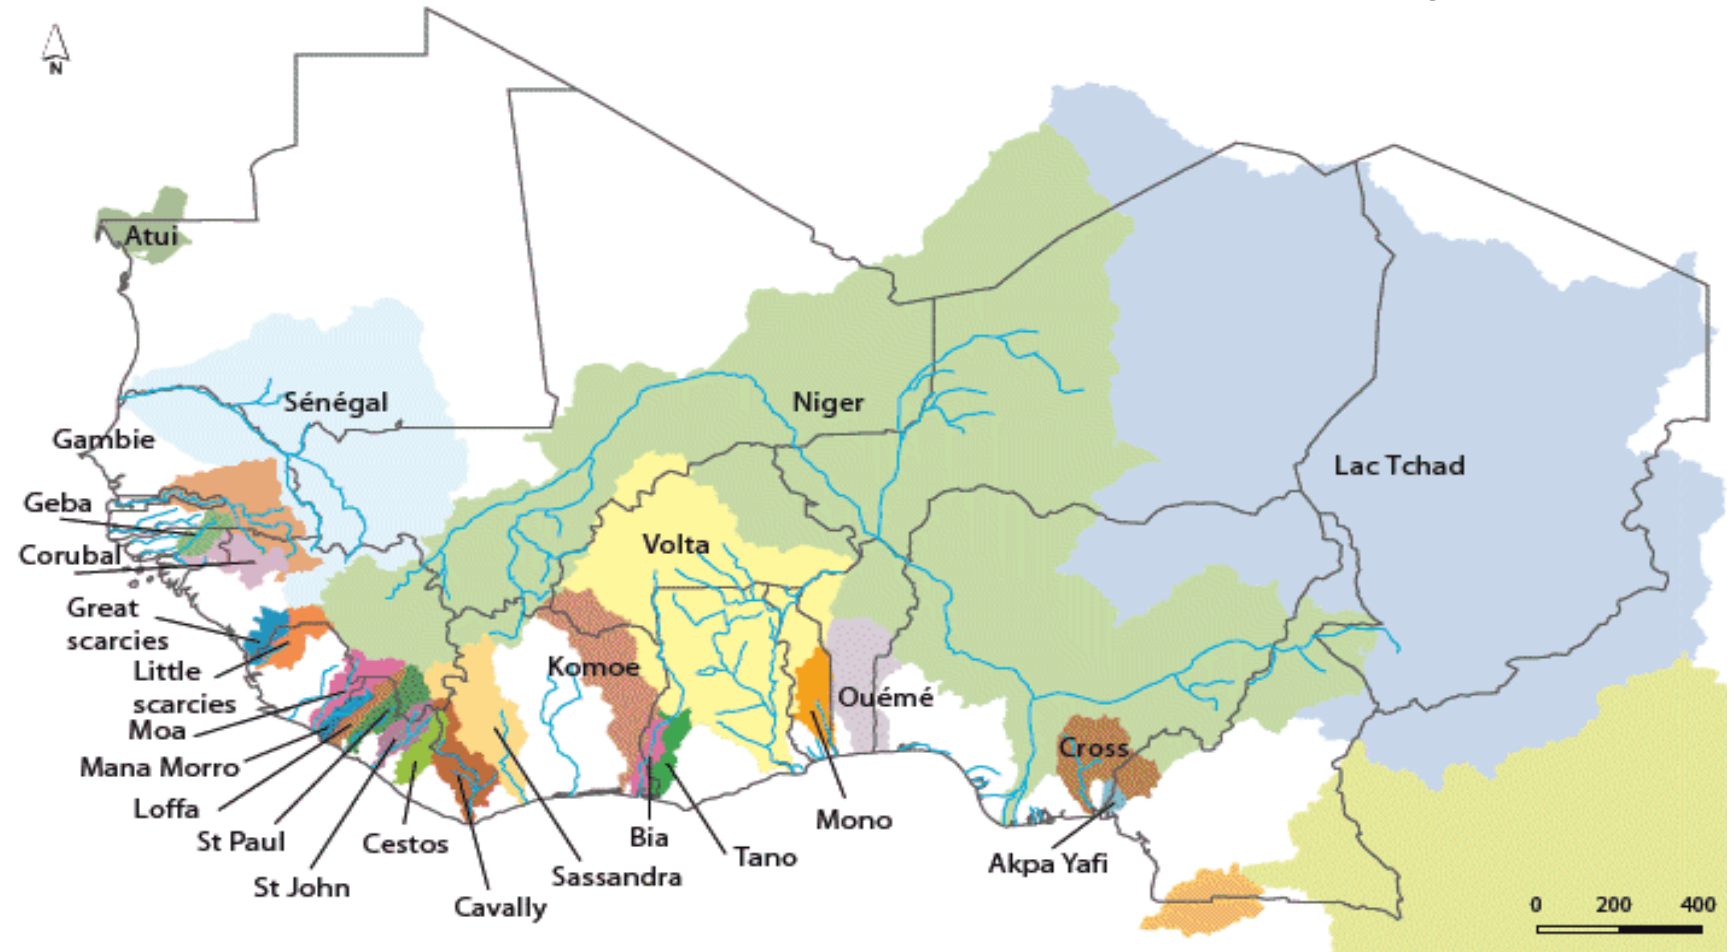 N
Atui
Sénégal
Niger
Gambie
Lac Tchad
Geba
Volta
Corubal
Great
scarcies
Little
scarcies
Komoe
Ouémé
Moa
Cross
Mana Morro
Loffa
Mono
St Paul
Cestos
Bia
Tano
Akpa Yafi
St John
Sassandra
Cavally
0 200 400